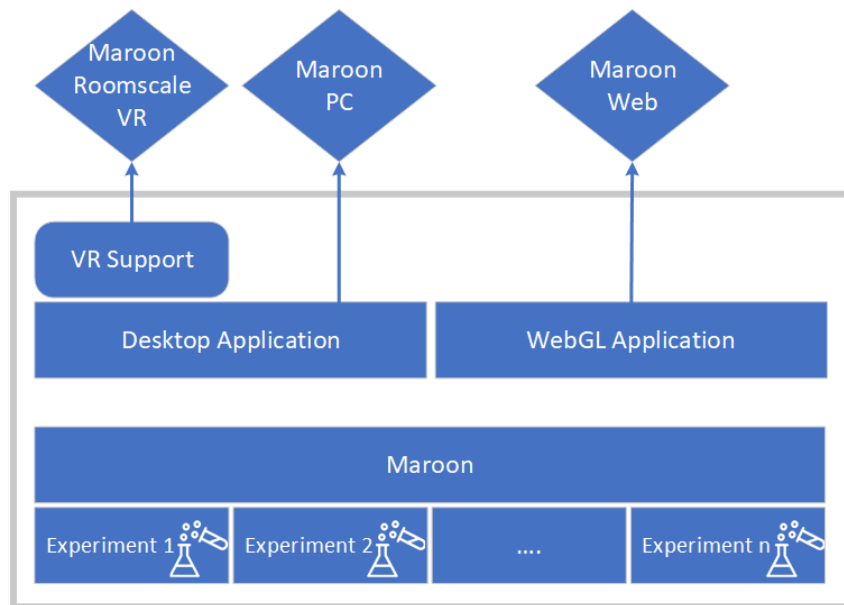 Maroon
Roomscale
VR
Maroon
PC
Maroon
Web
VR Support
Desktop Application
WebGL Application
Maroon
Experiment 1
Experiment 2
....
Experiment n